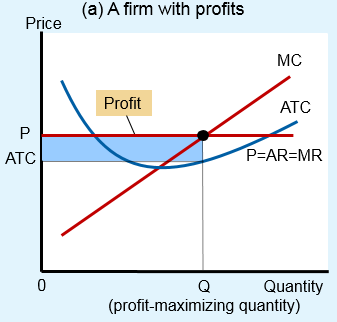 (a) A firm with profits
Price
MC
ATC
Profit
P
P=AR=MR
ATC
0
Q
Quantity
(profit-maximizing quantity)